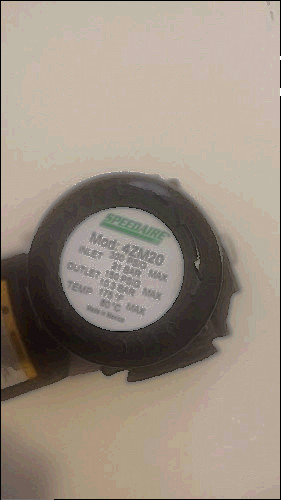 SPEEDAIRE
Mod: 4ZM20
INLET 300 PSIG MAX
21 BAR
OUTLET 150 PSIG MAX
10.3 BAR
TEMP. 175 °F MAX
80 °C
Made in Mexico